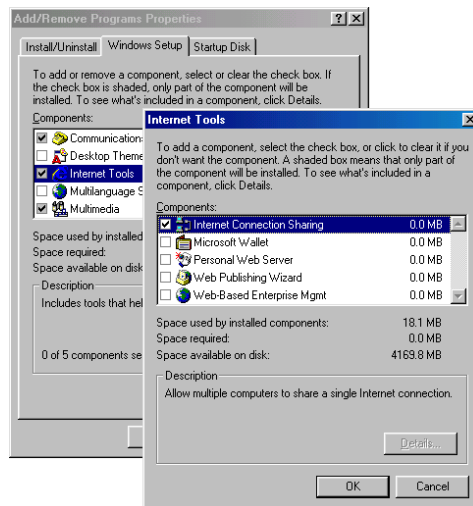 Add/Remove Programs Properties
Install/Uninstall
Windows Setup
Startup Disk
To add or remove a component, select or clear the check box. If
the check box is shaded, only part of the component will be
installed. To see what's included in a component, click Details.
Components:
Communication
Desktop Theme
Internet Tools
Multilanguage S
Multimedia
Space used by installed
Space required:
Space available on disk
Description
Includes tools that hel
0 of 5 components se
Internet Tools
To add a component, select the check box, or click to clear it if you
don't want the component. A shaded box means that only part of
the component will be installed. To see what's included in a
component, click Details.
Components:
Internet Connection Sharing 0.0 MB
Microsoft Wallet 0.0 MB
Personal Web Server 0.0 MB
Web Publishing Wizard 0.0 MB
Web-Based Enterprise Mgmt 0.0 MB
Space used by installed components: 18.1 MB
Space required: 0.0 MB
Space available on disk: 4169.8 MB
Description
Allow multiple computers to share a single Internet connection.
Details...
OK
Cancel